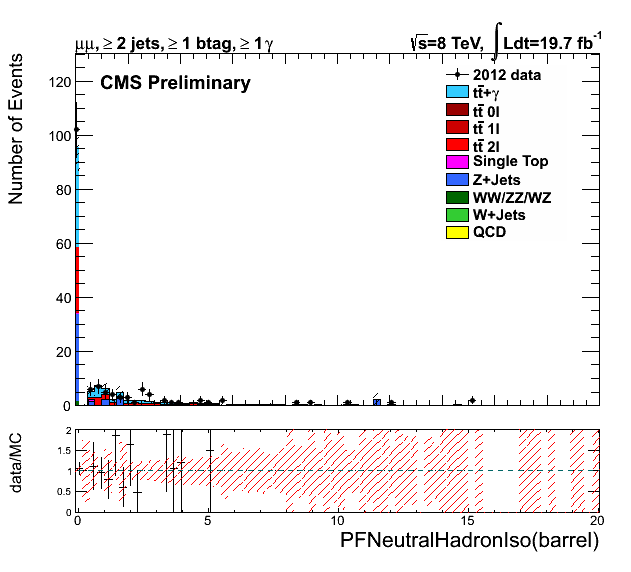 μμ, ≥ 2 jets, ≥ 1 btag, ≥ 1 γ
√s=8 TeV, ∫ Ldt=19.7 fb⁻¹
CMS Preliminary
2012 data
tt̄+γ
tt̄ 0l
tt̄ 1l
tt̄ 2l
Single Top
Z+Jets
WW/ZZ/WZ
W+Jets
QCD
Number of Events
120
100
80
60
40
20
0
data/MC
2
1.5
1
0.5
0
0 5 10 15 20
PFNeutralHadronIso(barrel)